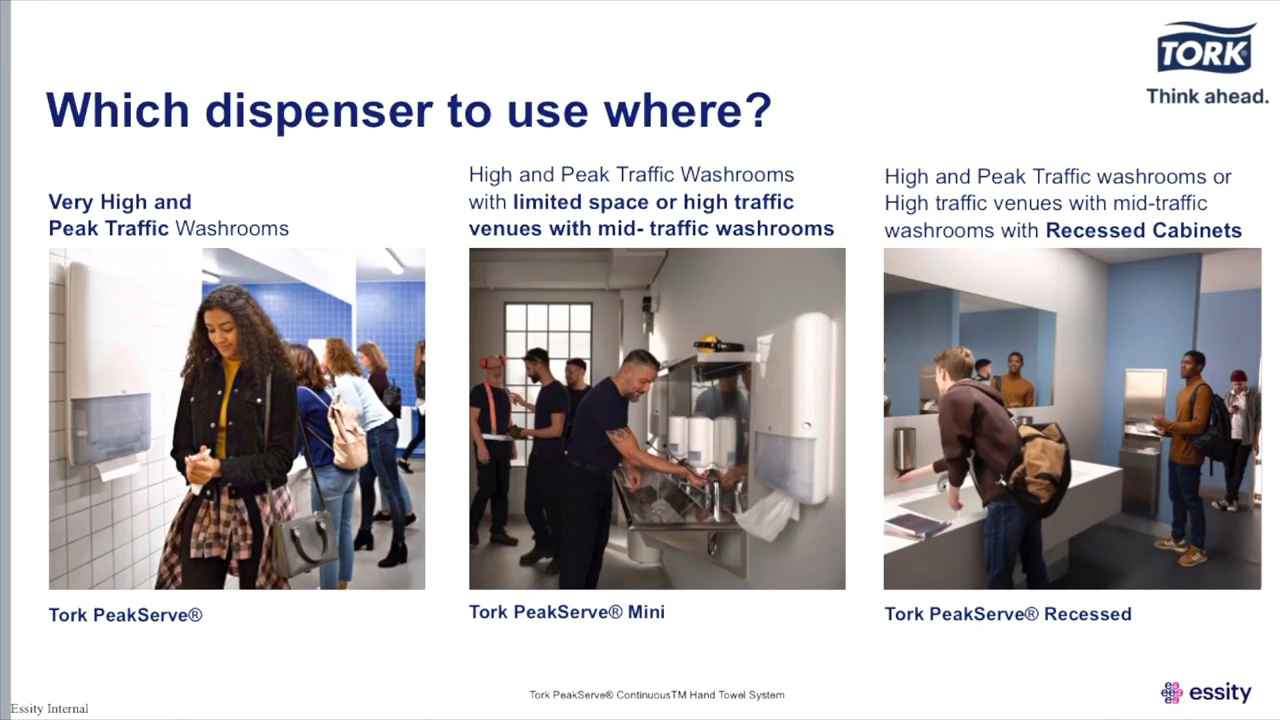 TORK
Think ahead.
Which dispenser to use where?
Very High and
Peak Traffic Washrooms
High and Peak Traffic Washrooms
with limited space or high traffic
venues with mid- traffic washrooms
High and Peak Traffic washrooms or
High traffic venues with mid-traffic
washrooms with Recessed Cabinets
Tork PeakServe®
Tork PeakServe® Mini
Tork PeakServe® Recessed
Tork PeakServe® ContinuousTM Hand Towel System
Essity Internal
essity